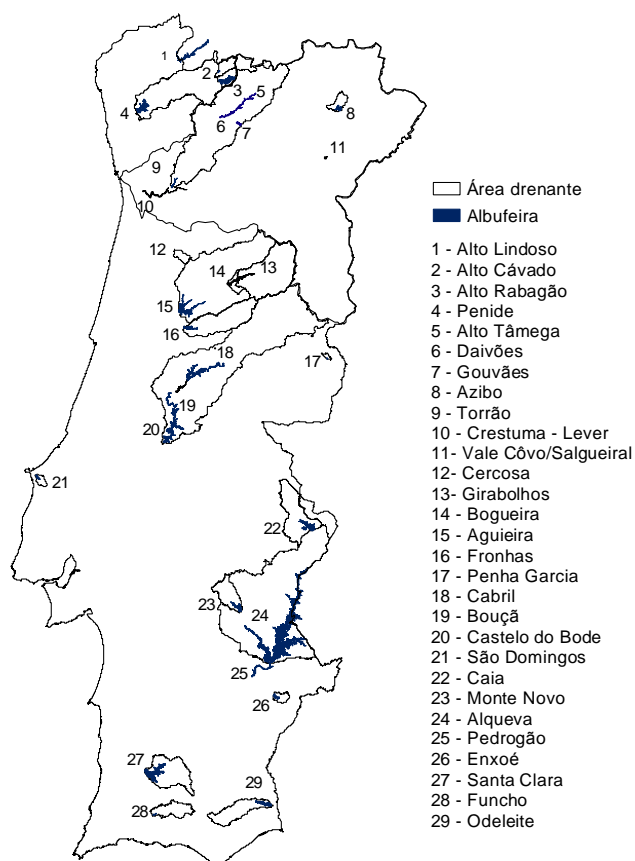 1
2
3
5
4
6
7
8
11
9
10
12
14
13
15
16
18
17
19
20
21
22
23
24
25
26
27
28
29
Área drenante
Albufeira
1 - Alto Lindoso
2 - Alto Cávado
3 - Alto Rabagão
4 - Penide
5 - Alto Tâmega
6 - Daivões
7 - Gouvães
8 - Azibo
9 - Torrão
10 - Crestuma - Lever
11- Vale Côvo/Salgueiral
12 - Cercosa
13- Girabolhos
14 - Bogueira
15 - Aguieira
16 - Fronhas
17 - Penha Garcia
18 - Cabril
19 - Bouçã
20 - Castelo do Bode
21 - São Domingos
22 - Caia
23 - Monte Novo
24 - Alqueva
25 - Pedrogão
26 - Enxoé
27 - Santa Clara
28 - Funcho
29 - Odeleite